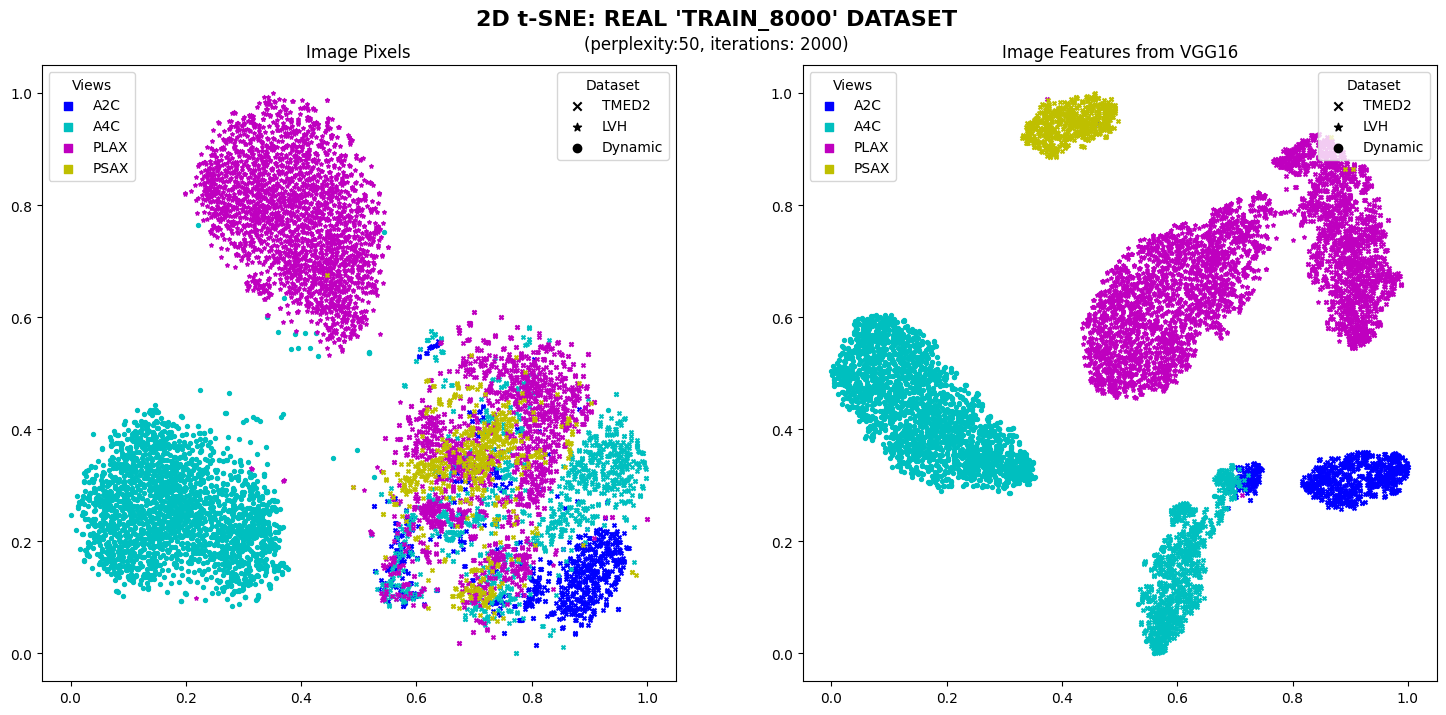 2D t-SNE: REAL 'TRAIN_8000' DATASET
(perplexity:50, iterations: 2000)
Image Pixels
Views
A2C
A4C
PLAX
PSAX
Dataset
TMED2
LVH
Dynamic
1.0
0.8
0.6
0.4
0.2
0.0
0.0 0.2 0.4 0.6 0.8 1.0
Image Features from VGG16
Views
A2C
A4C
PLAX
PSAX
Dataset
TMED2
LVH
Dynamic
1.0
0.8
0.6
0.4
0.2
0.0
0.0 0.2 0.4 0.6 0.8 1.0